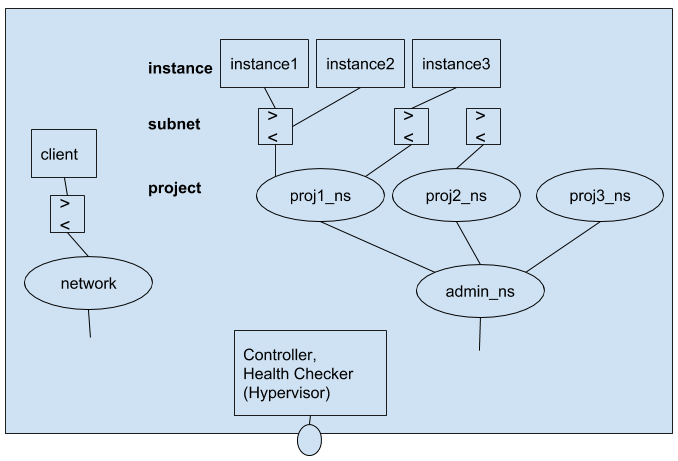 instance
instance1
instance2
instance3
subnet
>
<
>
<
>
<
client
project
>
<
proj1_ns
proj2_ns
proj3_ns
network
admin_ns
Controller,
Health Checker
(Hypervisor)